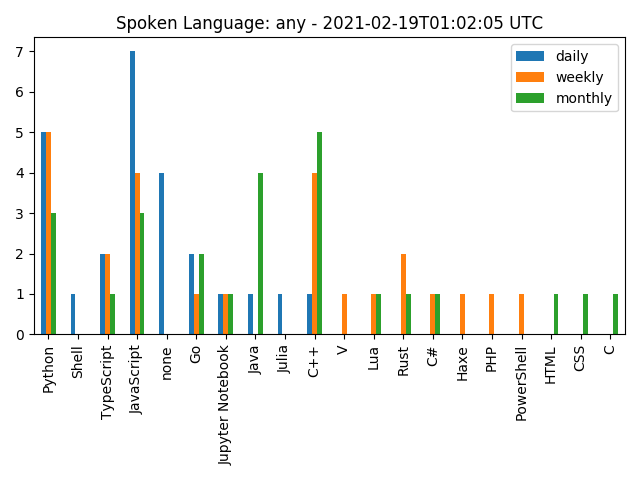 Spoken Language: any - 2021-02-19T01:02:05 UTC
daily
weekly
monthly
7
6
5
4
3
2
1
0
Python
Shell
TypeScript
JavaScript
none
Go
Jupyter Notebook
Java
Julia
C++
V
Lua
Rust
C#
Haxe
PHP
PowerShell
HTML
CSS
C